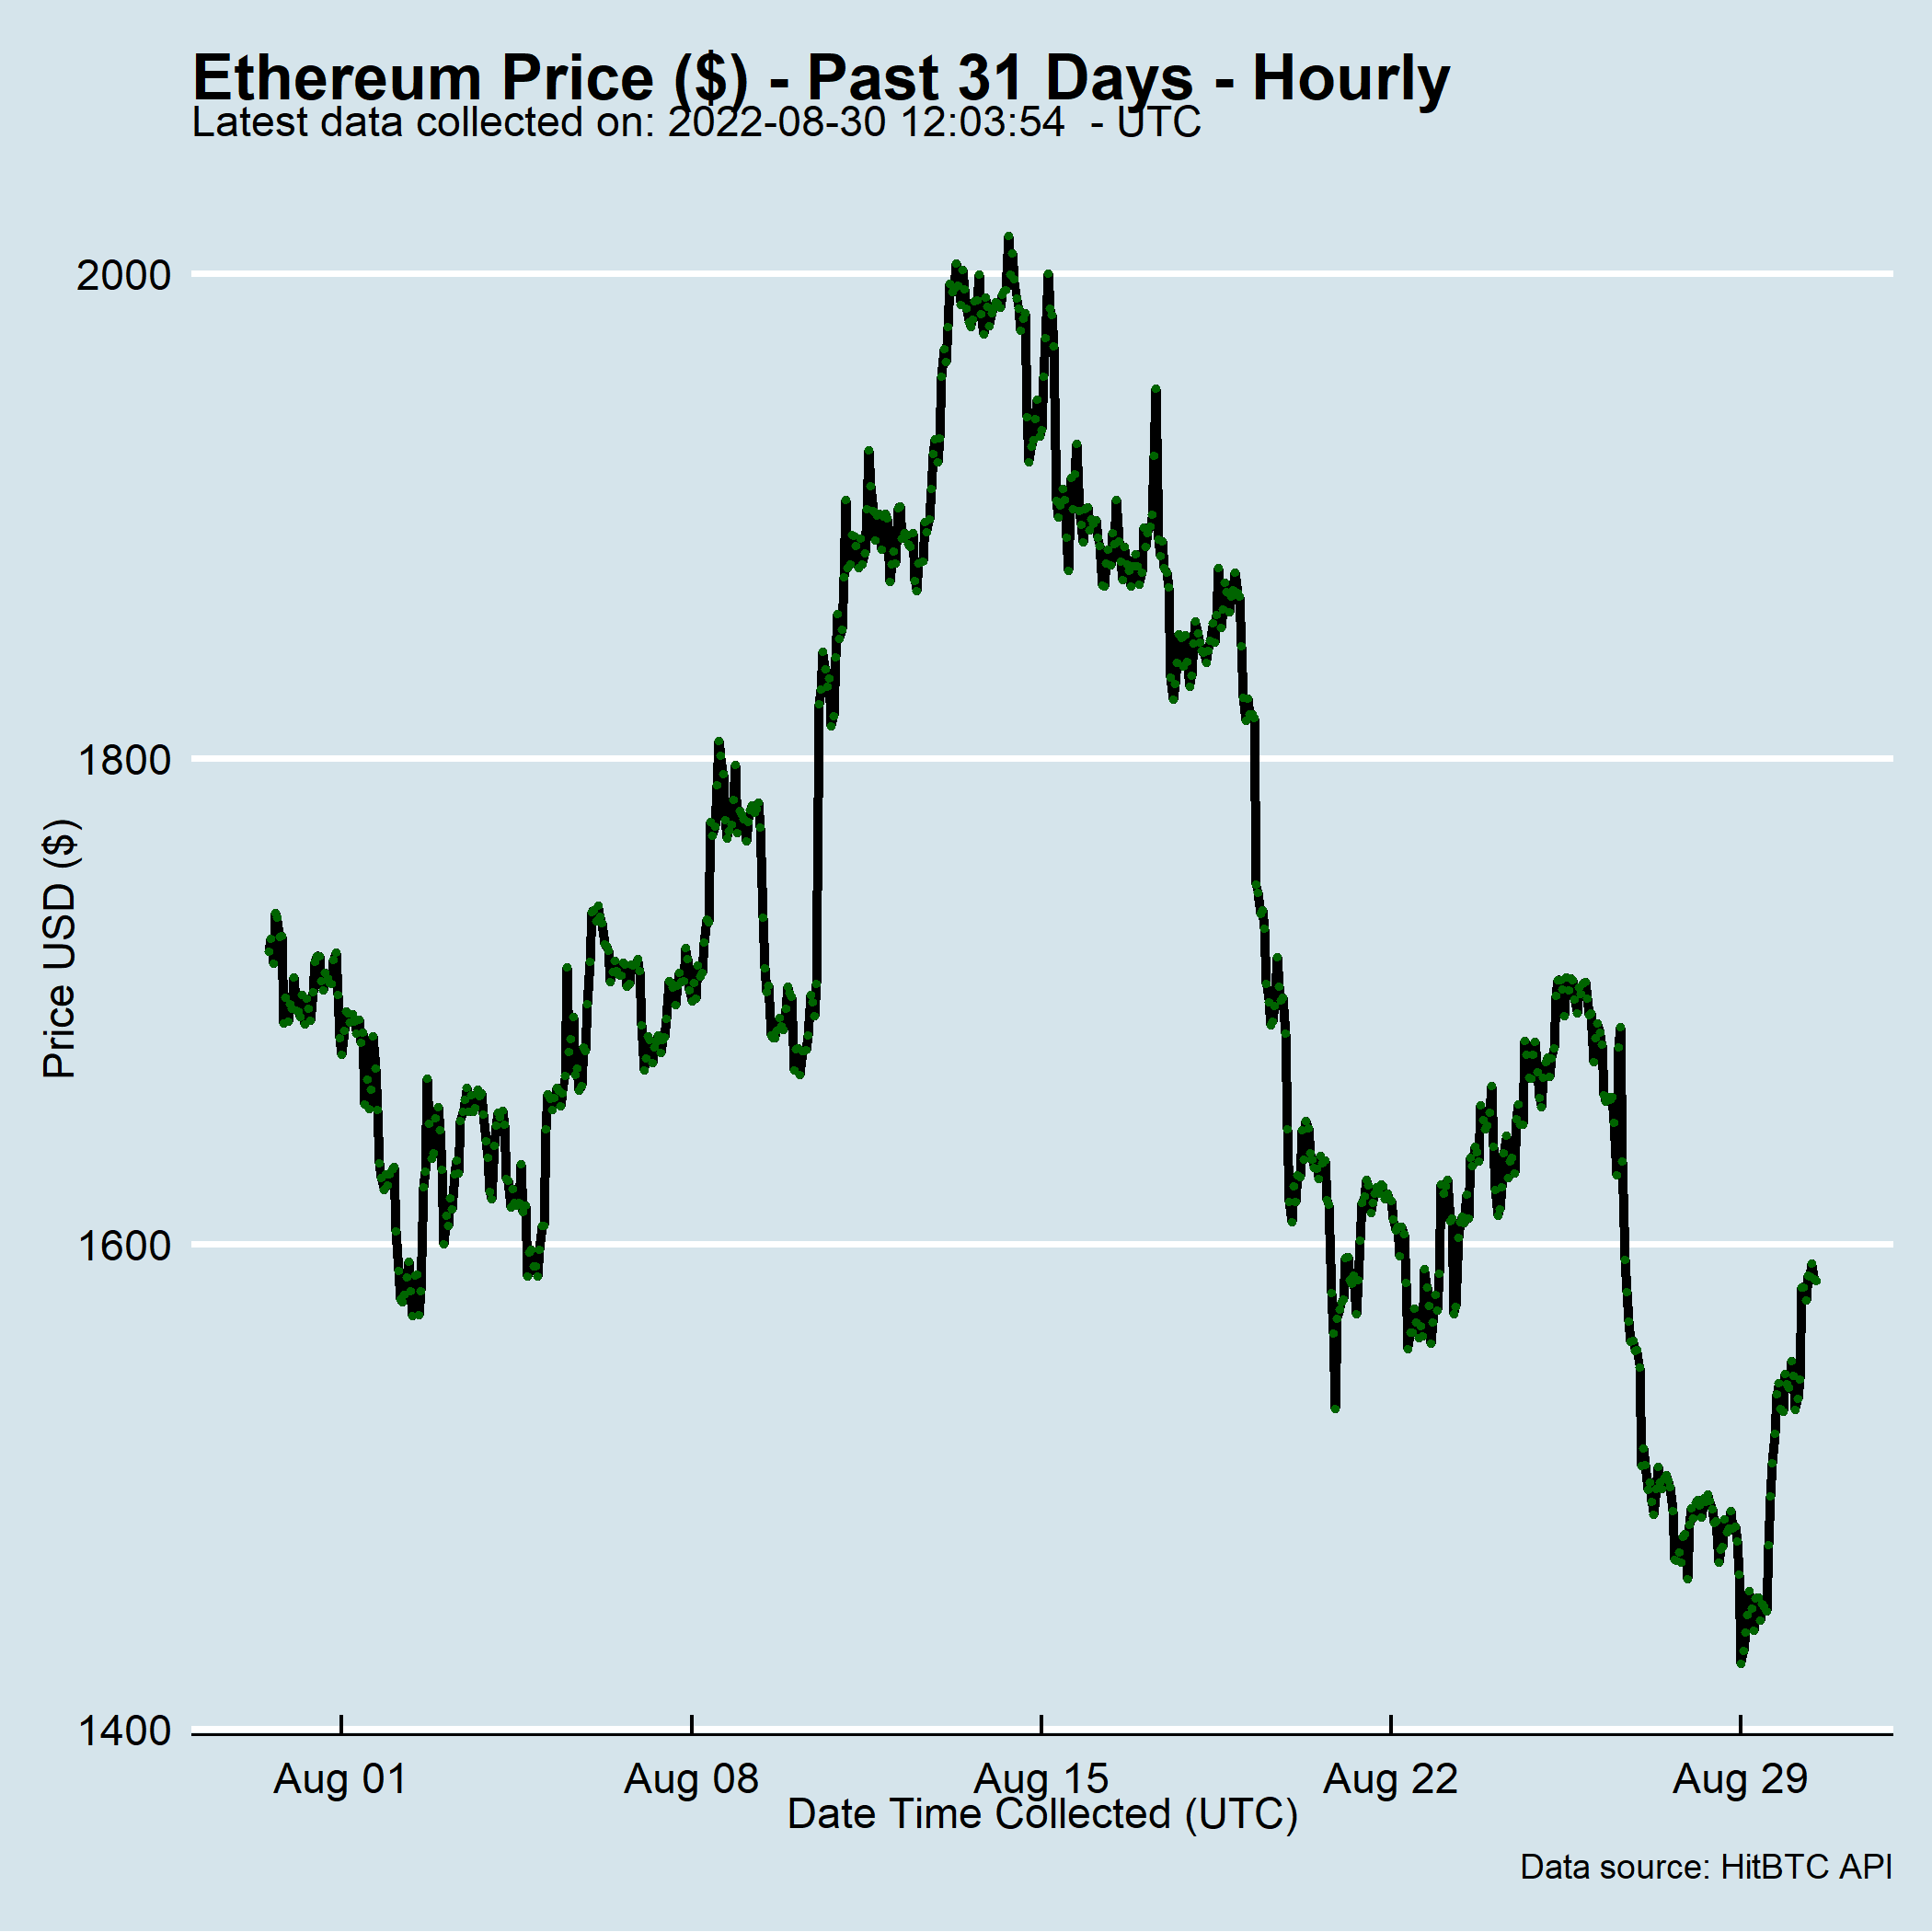 Ethereum Price ($) - Past 31 Days - Hourly
Latest data collected on: 2022-08-30 12:03:54  - UTC
2000
1800
1600
1400
Price USD ($)
Aug 01
Aug 08
Aug 15
Aug 22
Aug 29
Date Time Collected (UTC)
Data source: HitBTC API